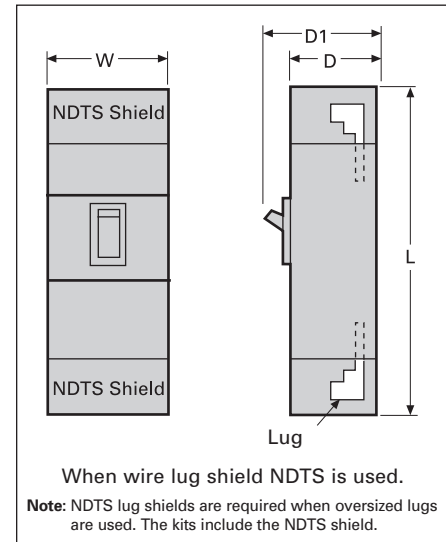 D1
W
D
NDTS Shield
L
NDTS Shield
Lug
When wire lug shield NDTS is used.
Note: NDTS lug shields are required when oversized lugs
are used. The kits include the NDTS shield.